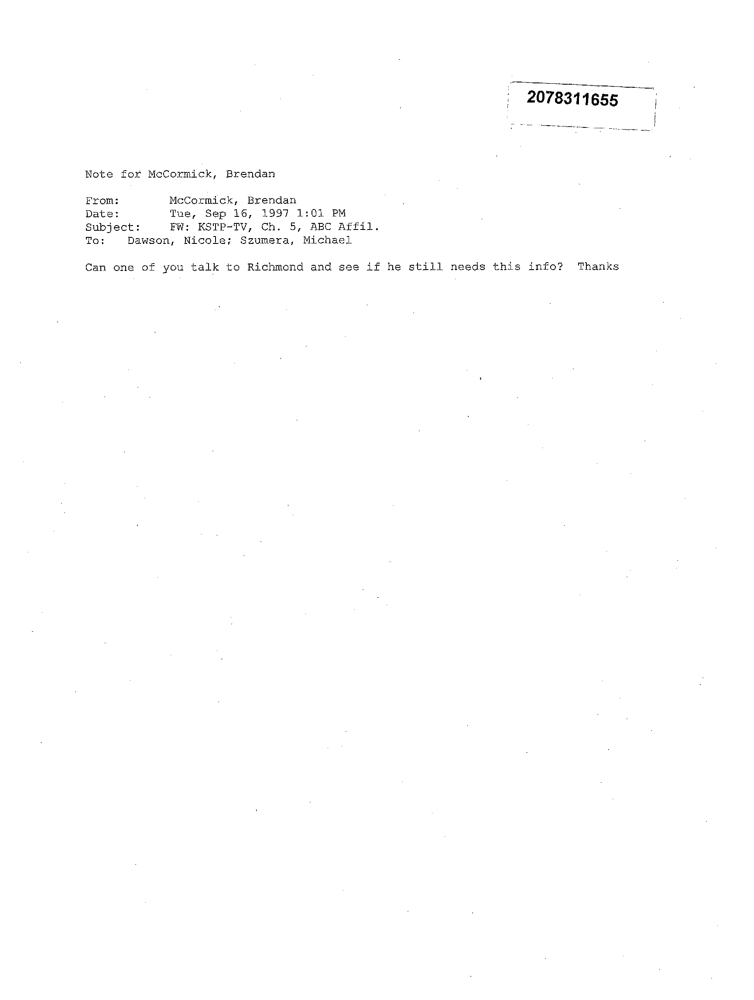 2078311655
Note for McCormick, Brendan
From: McCormick, Brendan
Date: Tue, Sep 16, 1997 1:01 PM
Subject: FW: KSTP-TV, Ch. 5, ABC Affil.
To: Dawson, Nicole; Szumera, Michael
Can one of you talk to Richmond and see if he still needs this info? Thanks